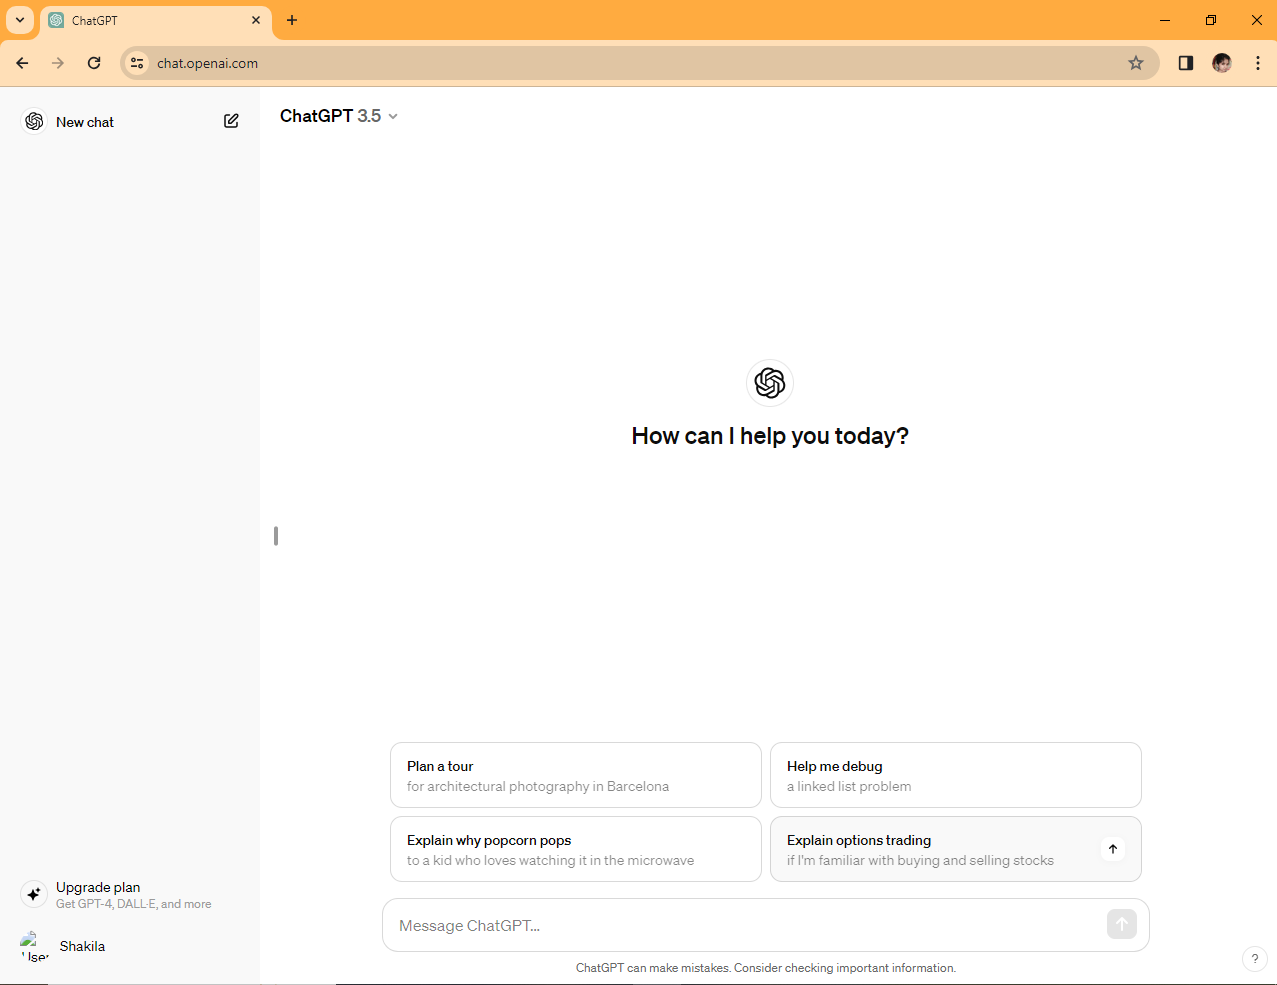 ChatGPT
chat.openai.com
New chat
ChatGPT 3.5
How can I help you today?
Plan a tour
for architectural photography in Barcelona
Help me debug
a linked list problem
Explain why popcorn pops
to a kid who loves watching it in the microwave
Explain options trading
if I'm familiar with buying and selling stocks
Upgrade plan
Get GPT-4, DALL·E, and more
User
Shakila
Message ChatGPT...
ChatGPT can make mistakes. Consider checking important information.
?